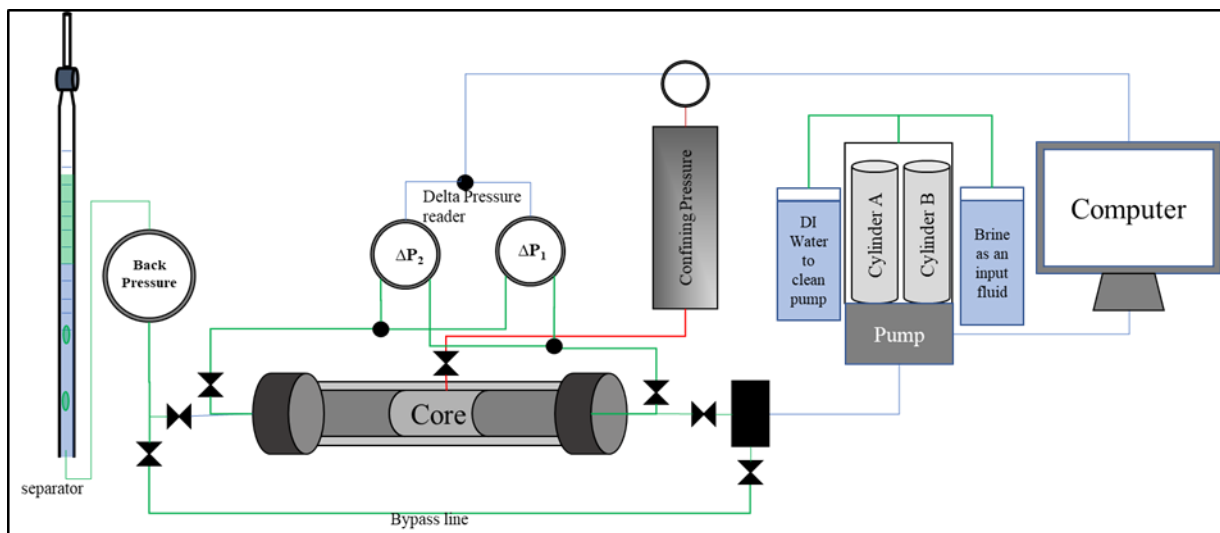 separator
Back
Pressure
Delta Pressure
reader
ΔP₂
ΔP₁
Core
Bypass line
Confining Pressure
DI
Water to
clean
pump
Cylinder A
Cylinder B
Pump
Brine
as an
input
fluid
Computer